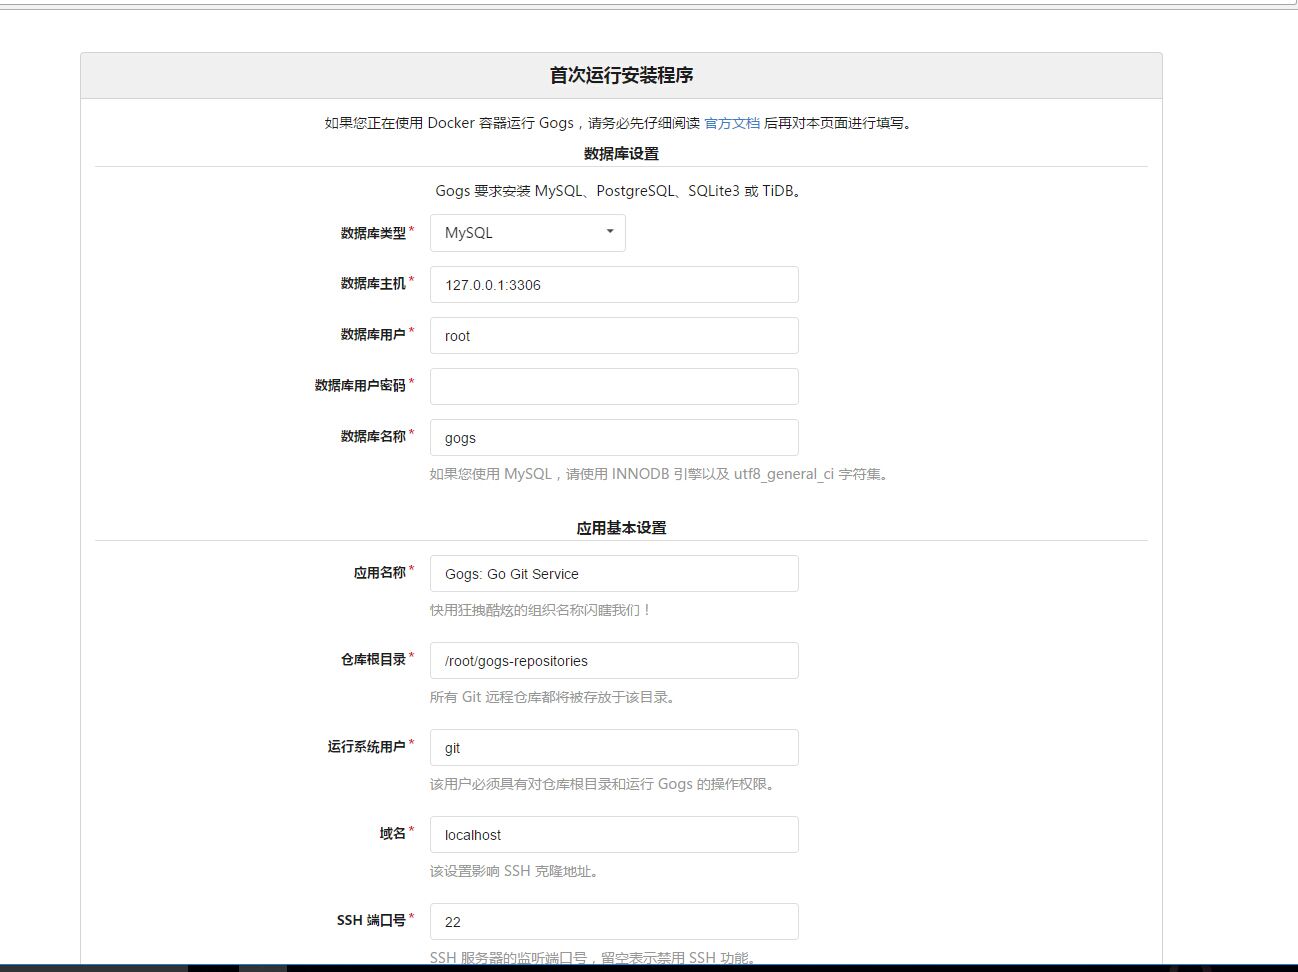 首次运行安装程序
如果您正在使用 Docker 容器运行 Gogs，请务必先仔细阅读 官方文档 后再对本页面进行填写。
数据库设置
Gogs 要求安装 MySQL、PostgreSQL、SQLite3 或 TiDB。
数据库类型* MySQL
数据库主机* 127.0.0.1:3306
数据库用户* root
数据库用户密码*
数据库名称* gogs
如果您使用 MySQL，请使用 INNODB 引擎以及 utf8_general_ci 字符集。
应用基本设置
应用名称* Gogs: Go Git Service
快用狂拽酷炫的组织名称闪瞎我们！
仓库根目录* /root/gogs-repositories
所有 Git 远程仓库都将被存放于该目录。
运行系统用户* git
该用户必须具有对仓库根目录和运行 Gogs 的操作权限。
域名* localhost
该设置影响 SSH 克隆地址。
SSH 端口号* 22
SSH 服务器的监听端口号，留空表示禁用 SSH 功能。